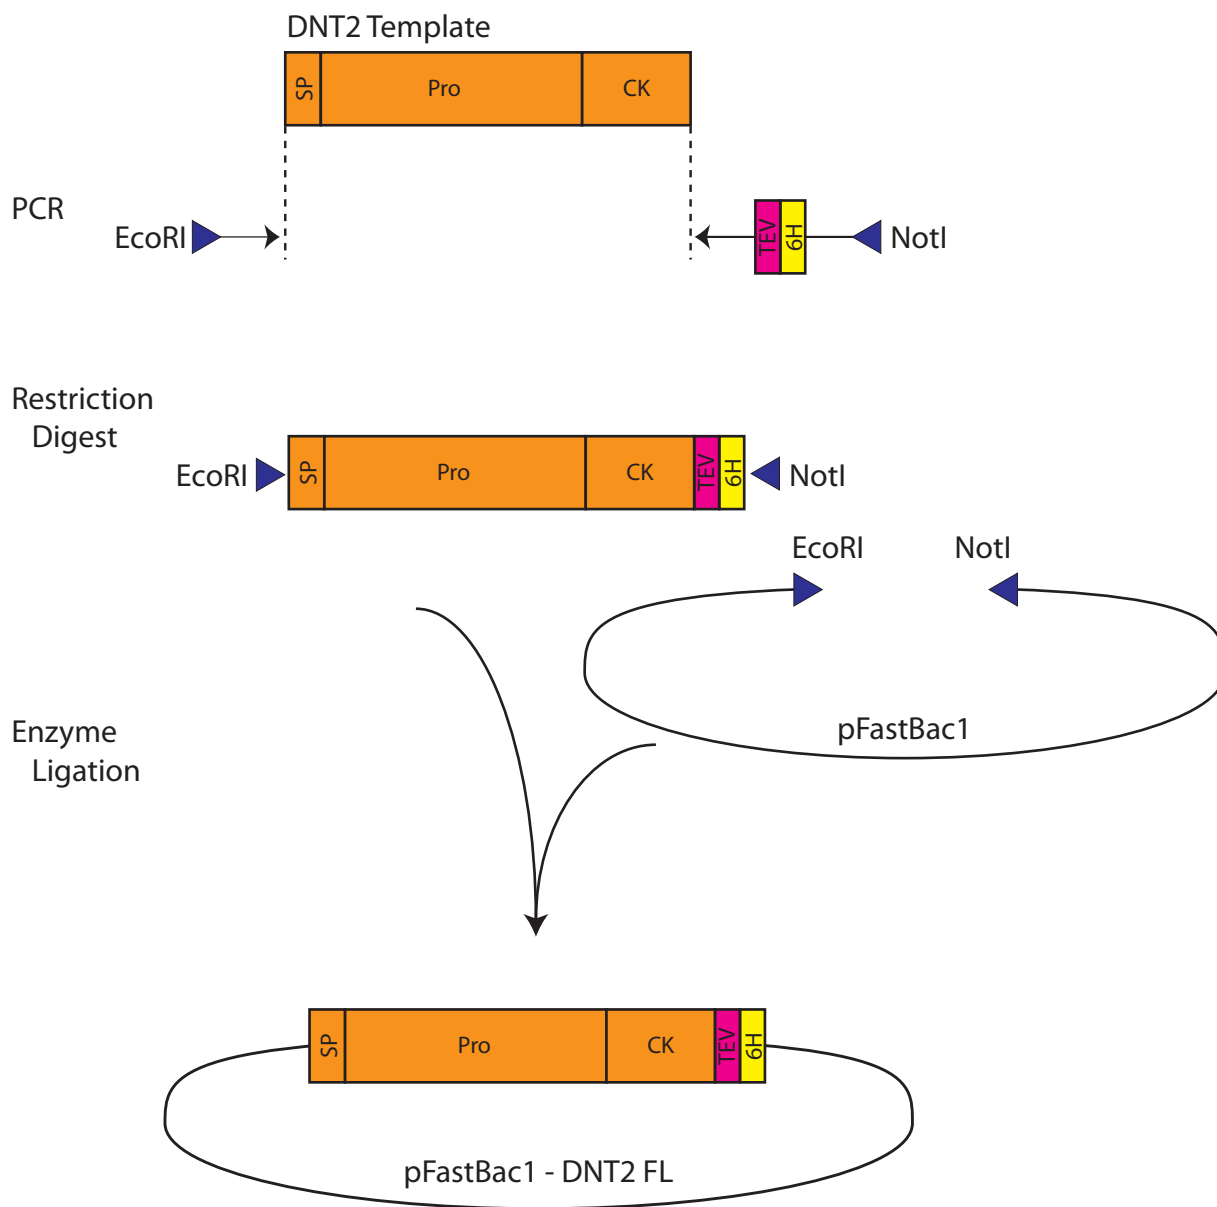 DNT2 Template
SP Pro CK
PCR
EcoRI TEV 6H NotI
Restriction
Digest
EcoRI SP Pro CK TEV 6H NotI
EcoRI NotI
pFastBac1
Enzyme
Ligation
SP Pro CK TEV 6H
pFastBac1 - DNT2 FL